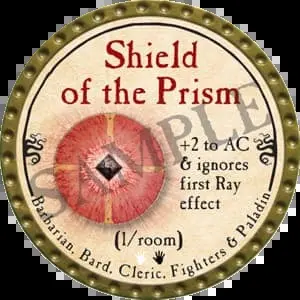 Shield
of the Prism
SAMPLE
+2 to AC
& ignores
first Ray
effect
(1/room)
Barbarian, Bard, Cleric, Fighters & Paladin